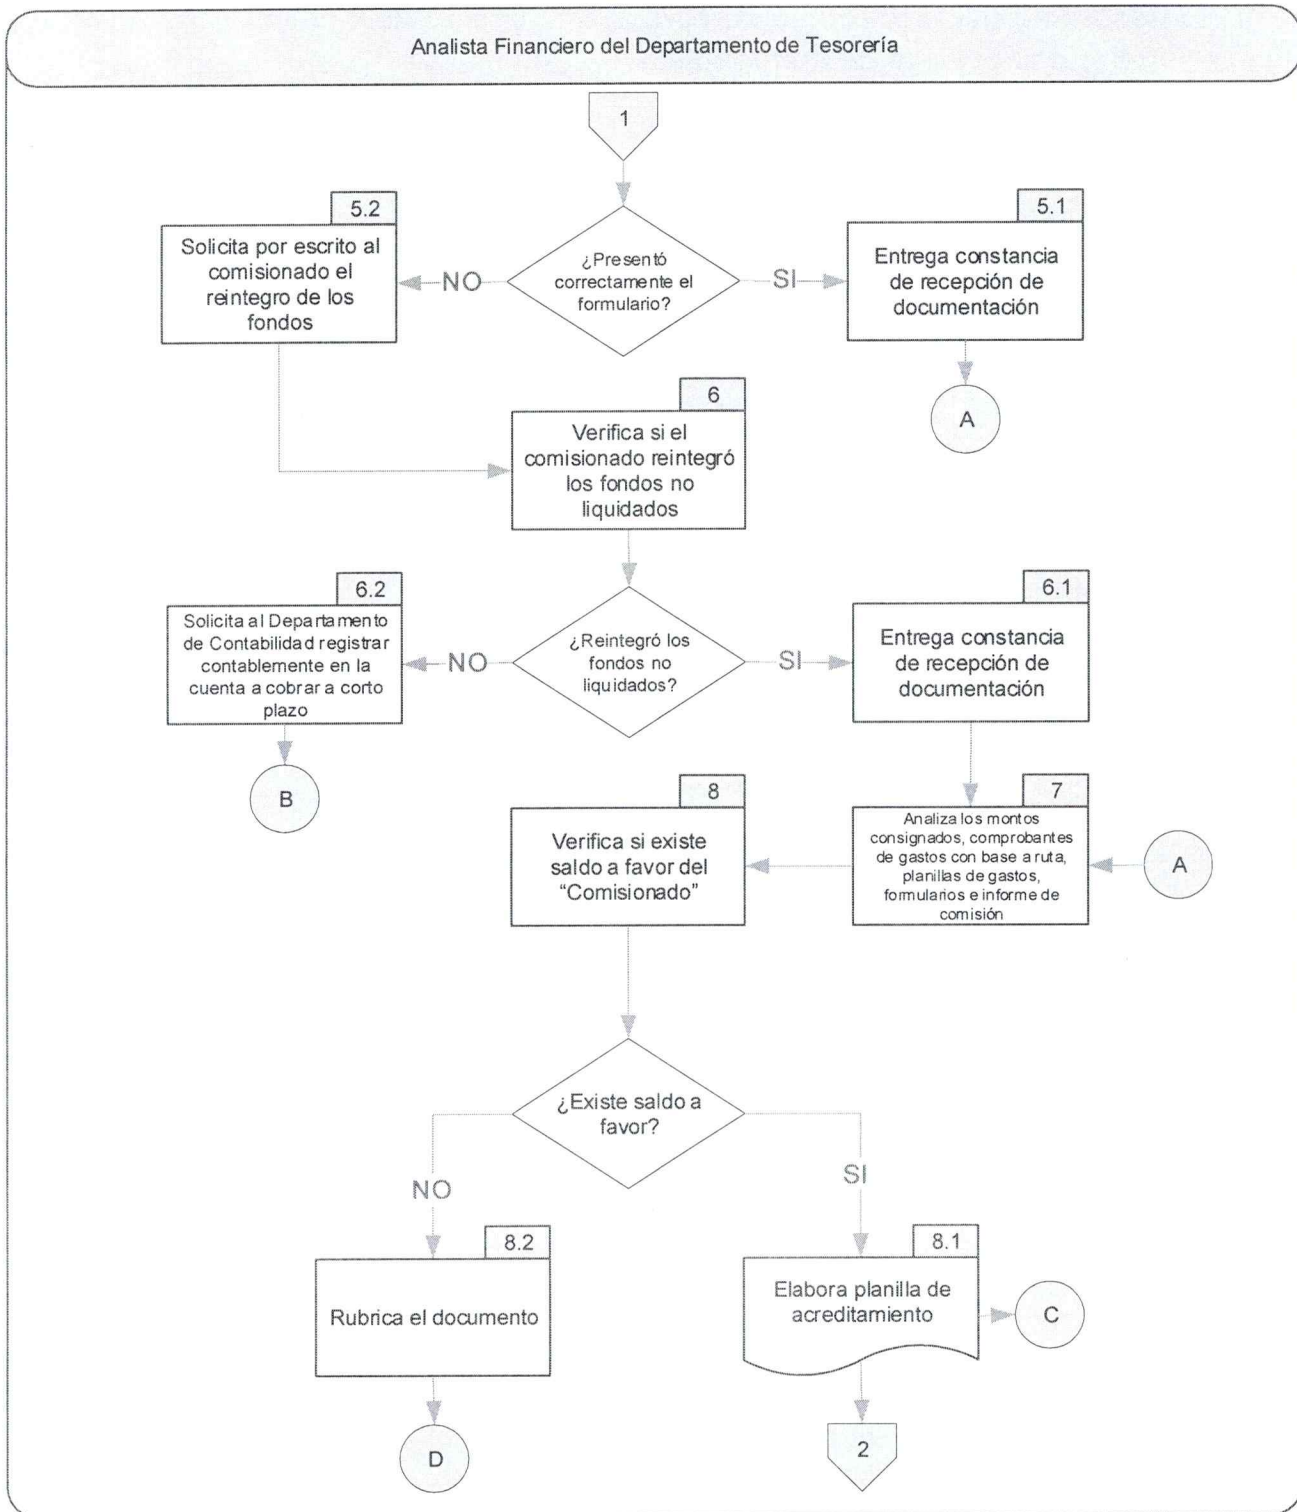 Analista Financiero del Departamento de Tesorería
1
5.2
Solicita por escrito al
comisionado el
reintegro de los
fondos
NO
¿Presentó
correctamente el
formulario?
SI
5.1
Entrega constancia
de recepción de
documentación
A
6
Verifica si el
comisionado reintegró
los fondos no
liquidados
6.2
Solicita al Departamento
de Contabilidad registrar
contablemente en la
cuenta a cobrar a corto
plazo
NO
¿Reintegró los
fondos no
liquidados?
SI
6.1
Entrega constancia
de recepción de
documentación
B
8
Verifica si existe
saldo a favor del
“Comisionado”
7
Analiza los montos
consignados, comprobantes
de gastos con base a ruta,
planillas de gastos,
formularios e informe de
comisión
A
¿Existe saldo a
favor?
NO
SI
8.2
Rubrica el documento
8.1
Elabora planilla de
acreditamiento
C
D
2